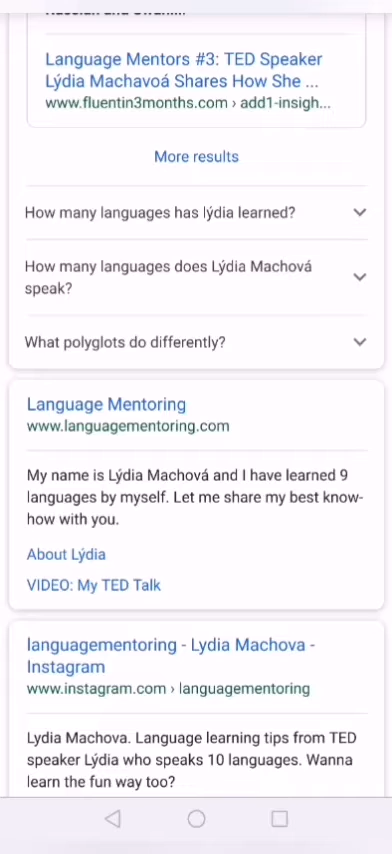 Language Mentors #3: TED Speaker
Lýdia Machavoá Shares How She ...
www.fluentin3months.com › add1-insigh...
More results
How many languages has lýdia learned?
How many languages does Lýdia Machová
speak?
What polyglots do differently?
Language Mentoring
www.languagementoring.com
My name is Lýdia Machová and I have learned 9
languages by myself. Let me share my best know-
how with you.
About Lýdia
VIDEO: My TED Talk
languagementoring - Lydia Machova -
Instagram
www.instagram.com › languagementoring
Lydia Machova. Language learning tips from TED
speaker Lýdia who speaks 10 languages. Wanna
learn the fun way too?